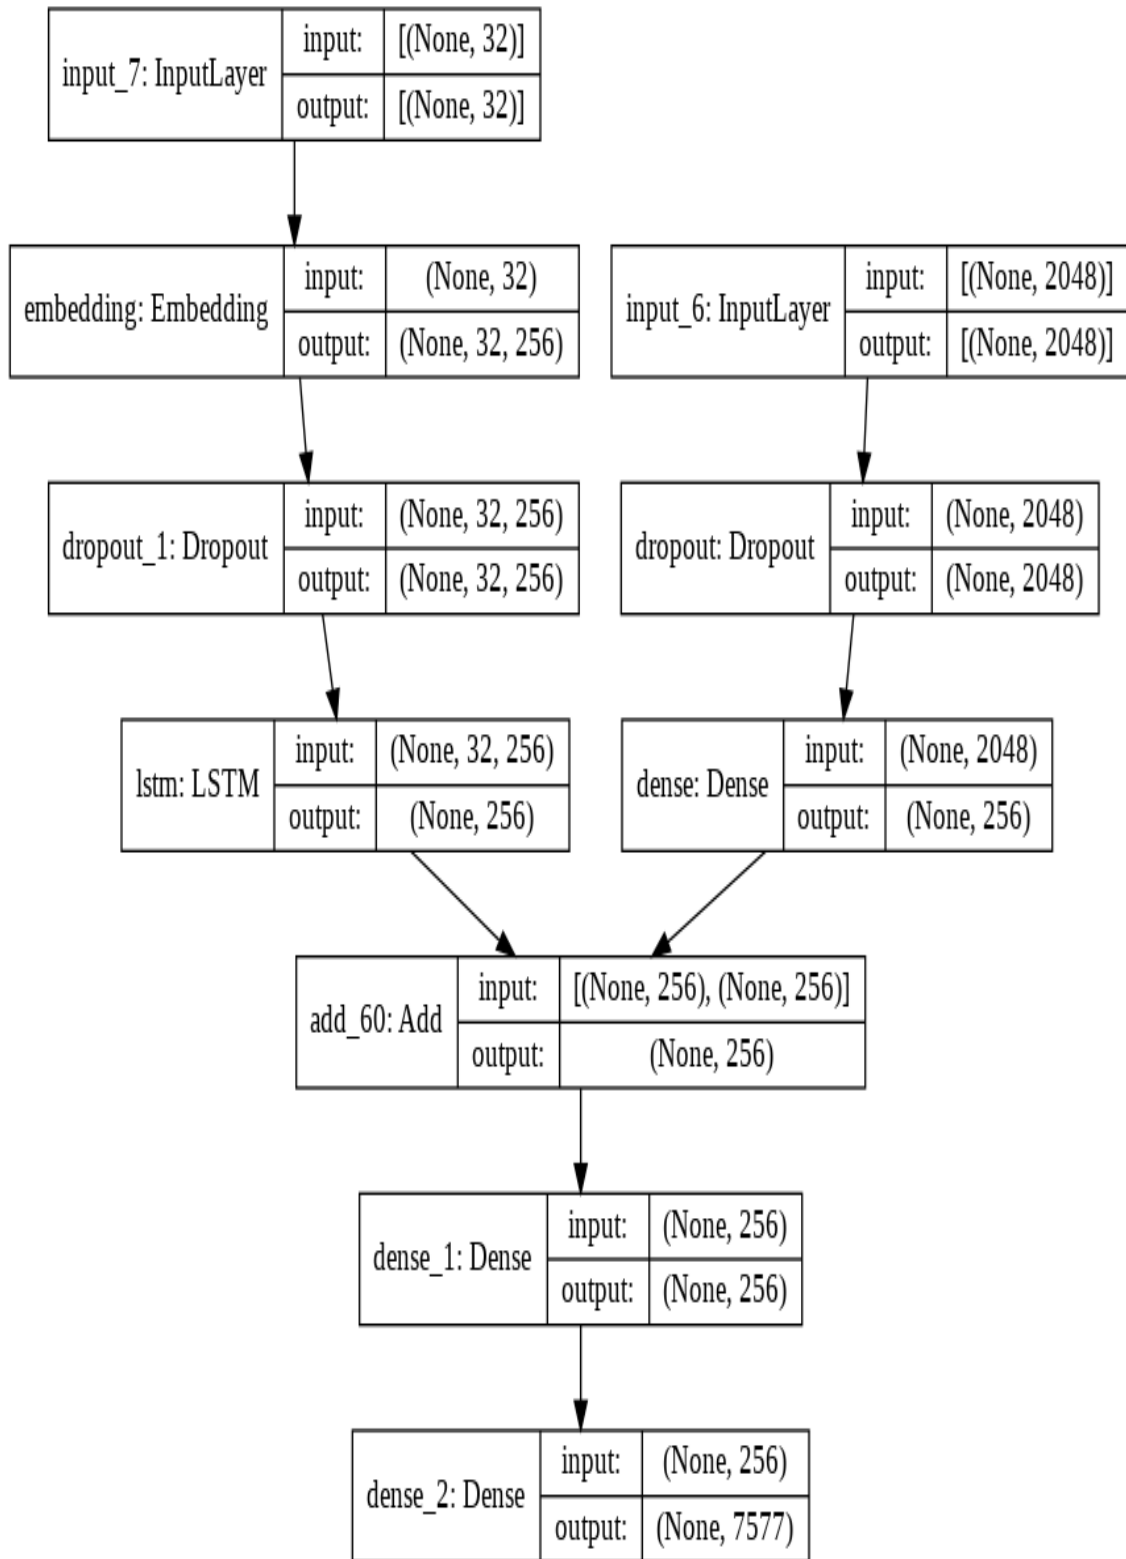 input_7: InputLayer
input: [(None, 32)]
output: [(None, 32)]
embedding: Embedding
input: (None, 32)
output: (None, 32, 256)
input_6: InputLayer
input: [(None, 2048)]
output: [(None, 2048)]
dropout_1: Dropout
input: (None, 32, 256)
output: (None, 32, 256)
dropout: Dropout
input: (None, 2048)
output: (None, 2048)
lstm: LSTM
input: (None, 32, 256)
output: (None, 256)
dense: Dense
input: (None, 2048)
output: (None, 256)
add_60: Add
input: [(None, 256), (None, 256)]
output: (None, 256)
dense_1: Dense
input: (None, 256)
output: (None, 256)
dense_2: Dense
input: (None, 256)
output: (None, 7577)